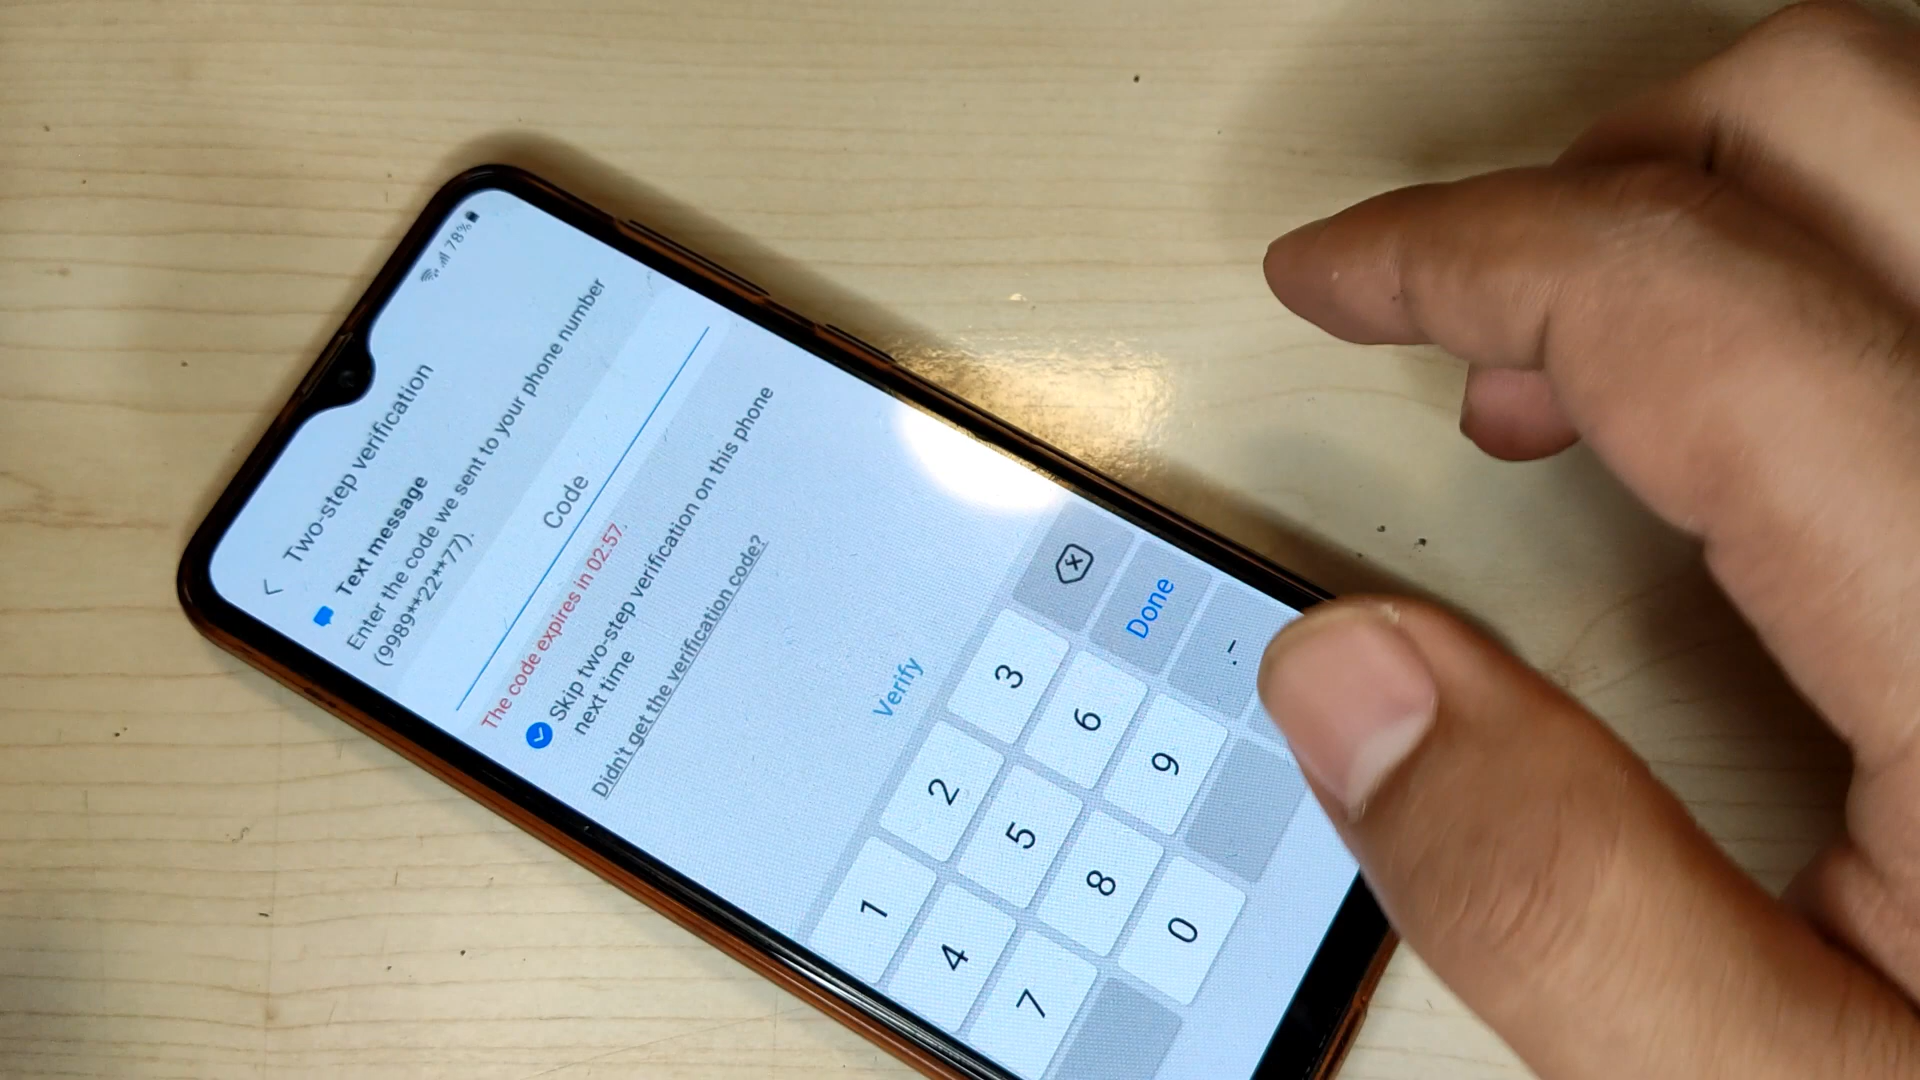 78%
Two-step verification
Text message
Enter the code we sent to your phone number
(9989**22**77).
Code
The code expires in 02:57.
Skip two-step verification on this phone
next time
Didn't get the verification code?
Verify
1 2 3
4 5 6 Done
7 8 9 .-
0